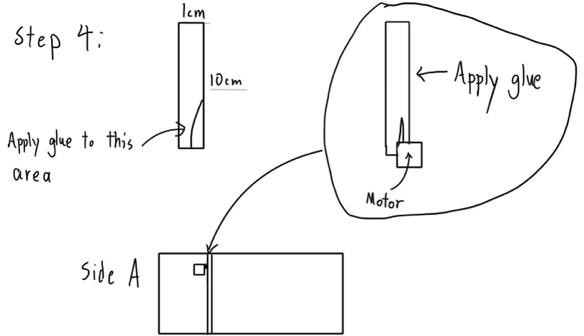 Step 4:
1cm
10cm
Apply glue to this
area
Apply glue
Motor
Side A